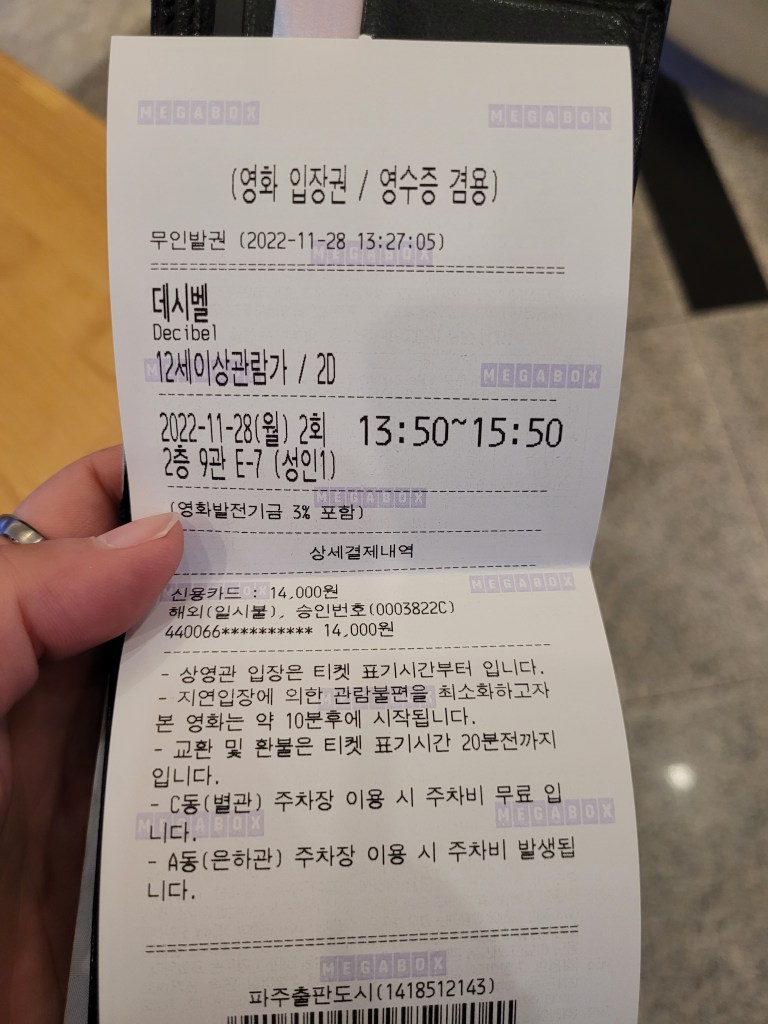 MEGABOX MEGABOX
(영화 입장권 / 영수증 겸용)
무인발권 (2022-11-28 13:27:05)
MEGABOX
데시벨
Decibel
12세이상관람가 / 2D
MEGABOX MEGABOX
2022-11-28(월) 2회 13:50~15:50
2층 9관 E-7 (성인1)
MEGABOX
(영화발전기금 3% 포함)
상세결제내역
MEGABOX MEGABOX
신용카드 : 14,000원
해외(일시불), 승인번호(0003822C)
440066********** 14,000원
- 상영관 입장은 티켓 표기시간부터 입니다.
- 지연입장에 의한 관람불편을 최소화하고자
MEGABOX
본 영화는 약 10분후에 시작됩니다.
- 교환 및 환불은 티켓 표기시간 20분전까지
입니다.
- C동(별관) 주차장 이용 시 주차비 무료 입
니다.
MEGABOX MEGABOX
- A동(은하관) 주차장 이용 시 주차비 발생됩
니다.
MEGABOX
파주출판도시(1418512143)